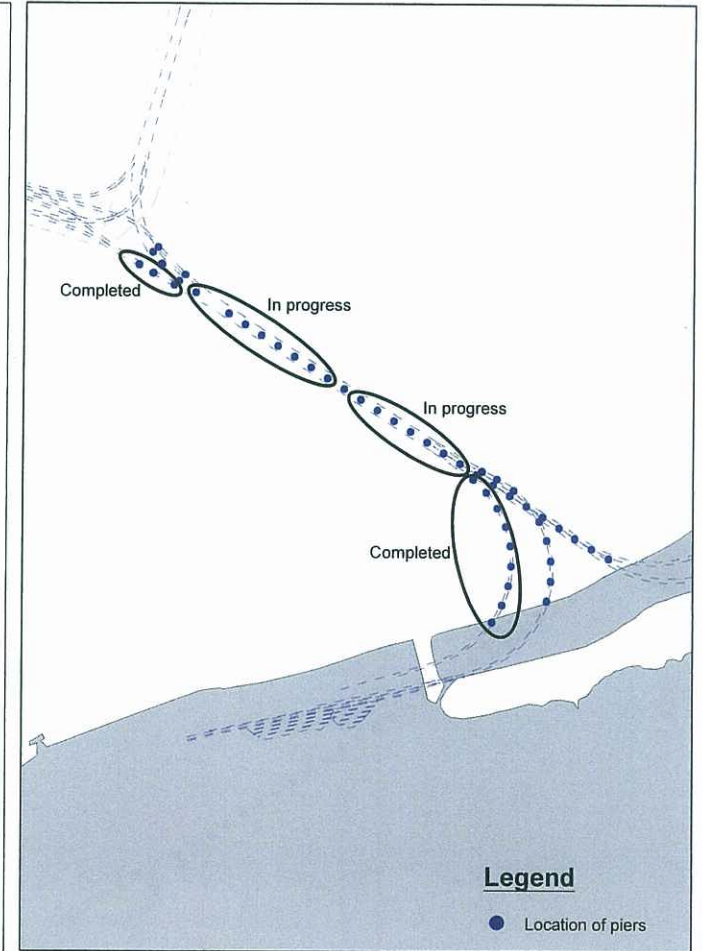 Completed
In progress
In progress
Completed
Legend
Location of piers